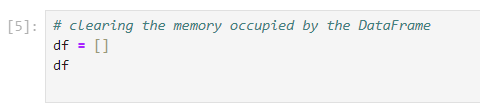 [5]: # clearing the memory occupied by the DataFrame
df = []
df